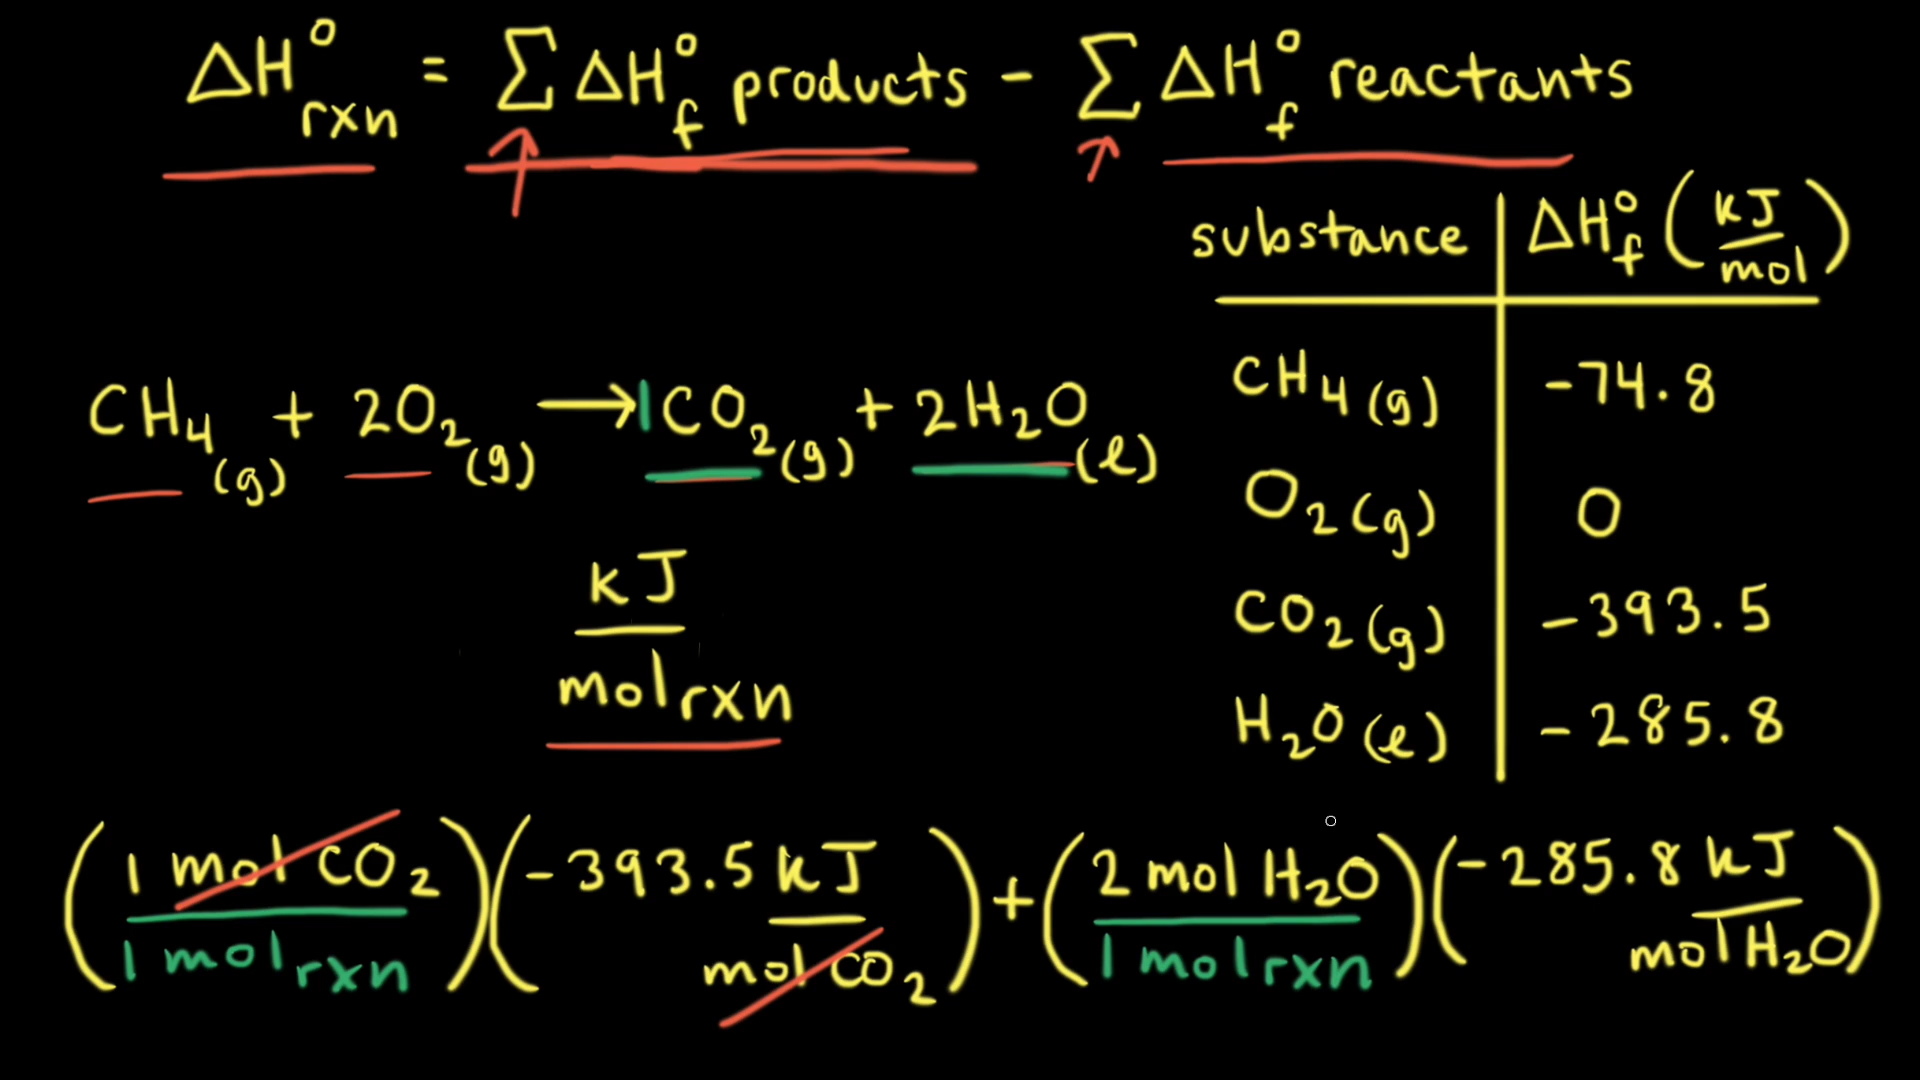 ΔH°rxn = Σ ΔH°f products - Σ ΔH°f reactants
substance ΔH°f (kJ/mol)
CH4(g) -74.8
CH4(g) + 2O2(g) → 1CO2(g) + 2H2O(l)
O2(g) 0
kJ
molrxn
CO2(g) -393.5
H2O(l) -285.8
(1 mol CO2 / 1 molrxn)(-393.5 kJ / mol CO2) + (2 mol H2O / 1 molrxn)(-285.8 kJ / mol H2O)